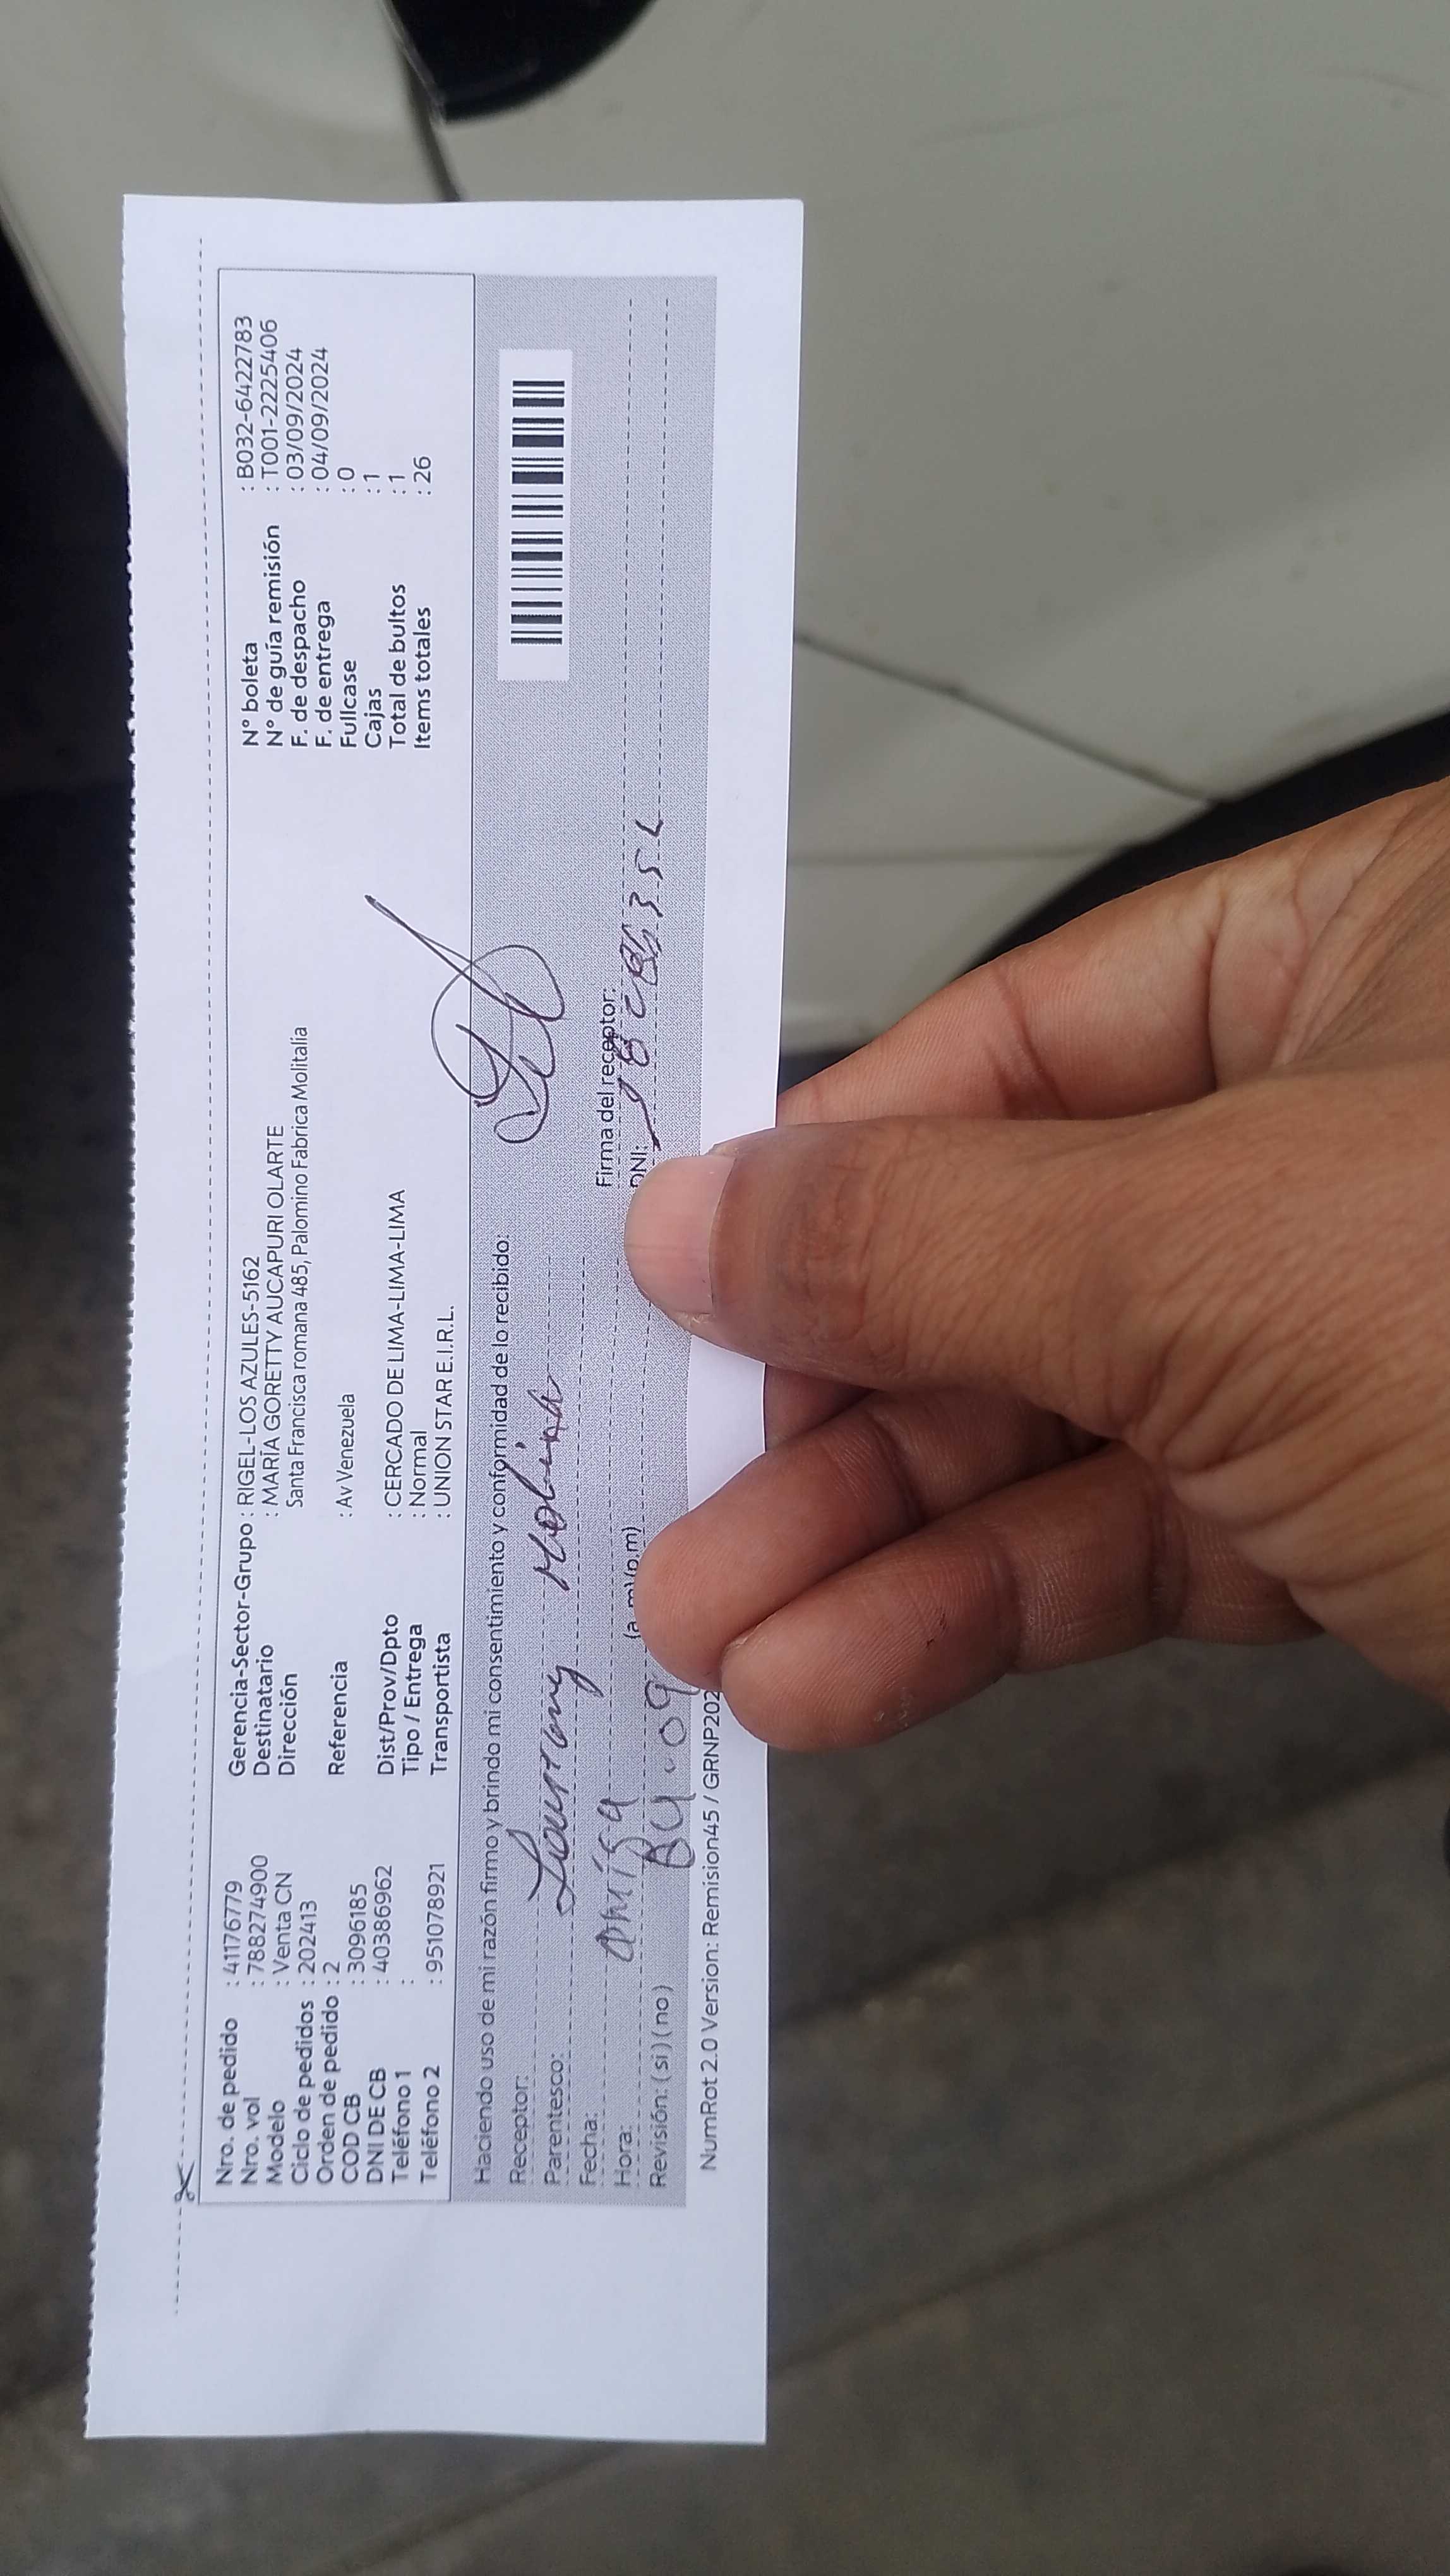 Nro. de pedido : 41176779 Gerencia-Sector-Grupo : RIGEL-LOS AZULES-5162 N° boleta : B032-6422783
Nro. vol : 788274900 Destinatario : MARÍA GORETTY AUCAPURI OLARTE N° de guía remisión : T001-2225406
Modelo : Venta CN Dirección Santa Francisca romana 485, Palomino Fabrica Molitalia F. de despacho : 03/09/2024
Ciclo de pedidos : 202413 F. de entrega : 04/09/2024
Orden de pedido : 2 Referencia : Av Venezuela Fullcase : 0
COD CB : 3096185 Cajas : 1
DNI DE CB : 40386962 Dist/Prov/Dpto : CERCADO DE LIMA-LIMA-LIMA Total de bultos : 1
Teléfono 1 : Tipo / Entrega : Normal Items totales : 26
Teléfono 2 : 951078921 Transportista : UNION STAR E.I.R.L.
Haciendo uso de mi razón firmo y brindo mi consentimiento y conformidad de lo recibido:
Receptor: Molina
Parentesco:
Fecha: amiga Firma del receptor:
Hora: (a.m)(p.m) DNI:
Revisión: ( si ) ( no )
NumRot 2.0 Version: Remision45 / GRNP202